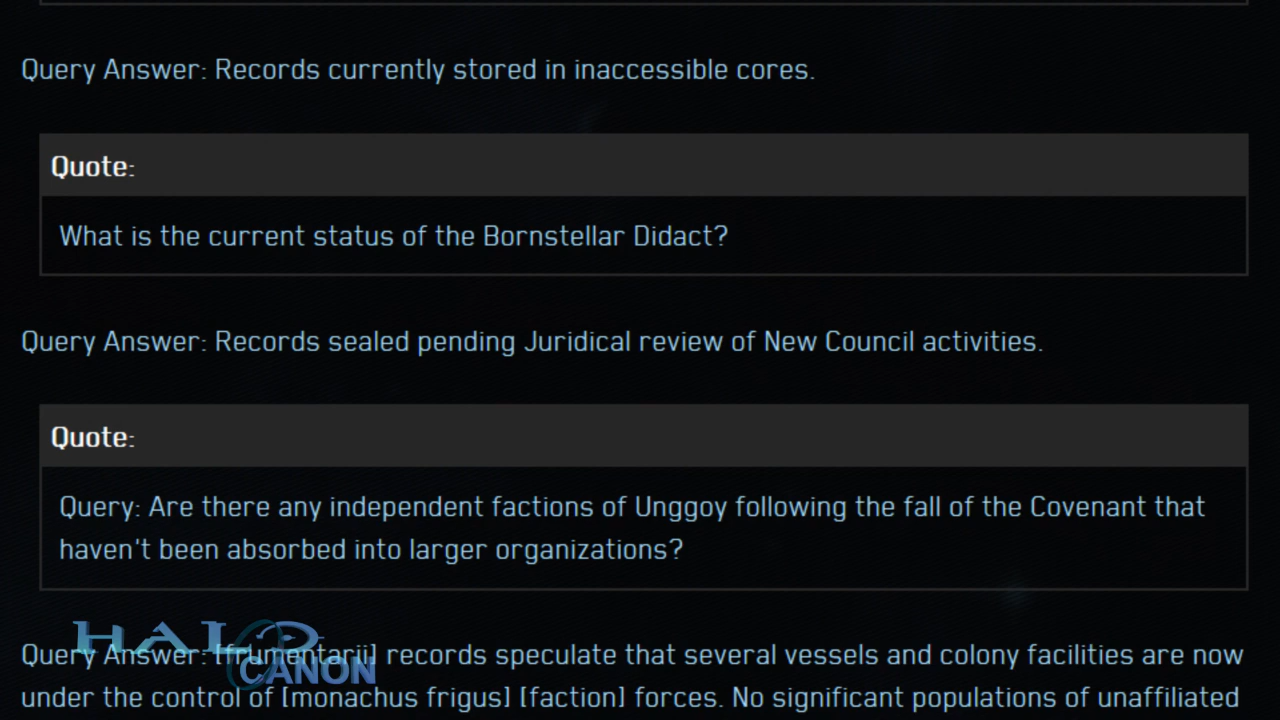 Query Answer: Records currently stored in inaccessible cores.
Quote:
What is the current status of the Bornstellar Didact?
Query Answer: Records sealed pending Juridical review of New Council activities.
Quote:
Query: Are there any independent factions of Unggoy following the fall of the Covenant that
haven't been absorbed into larger organizations?
HALO
CANON
Query Answer: [frumentarii] records speculate that several vessels and colony facilities are now
under the control of [monachus frigus] [faction] forces. No significant populations of unaffiliated